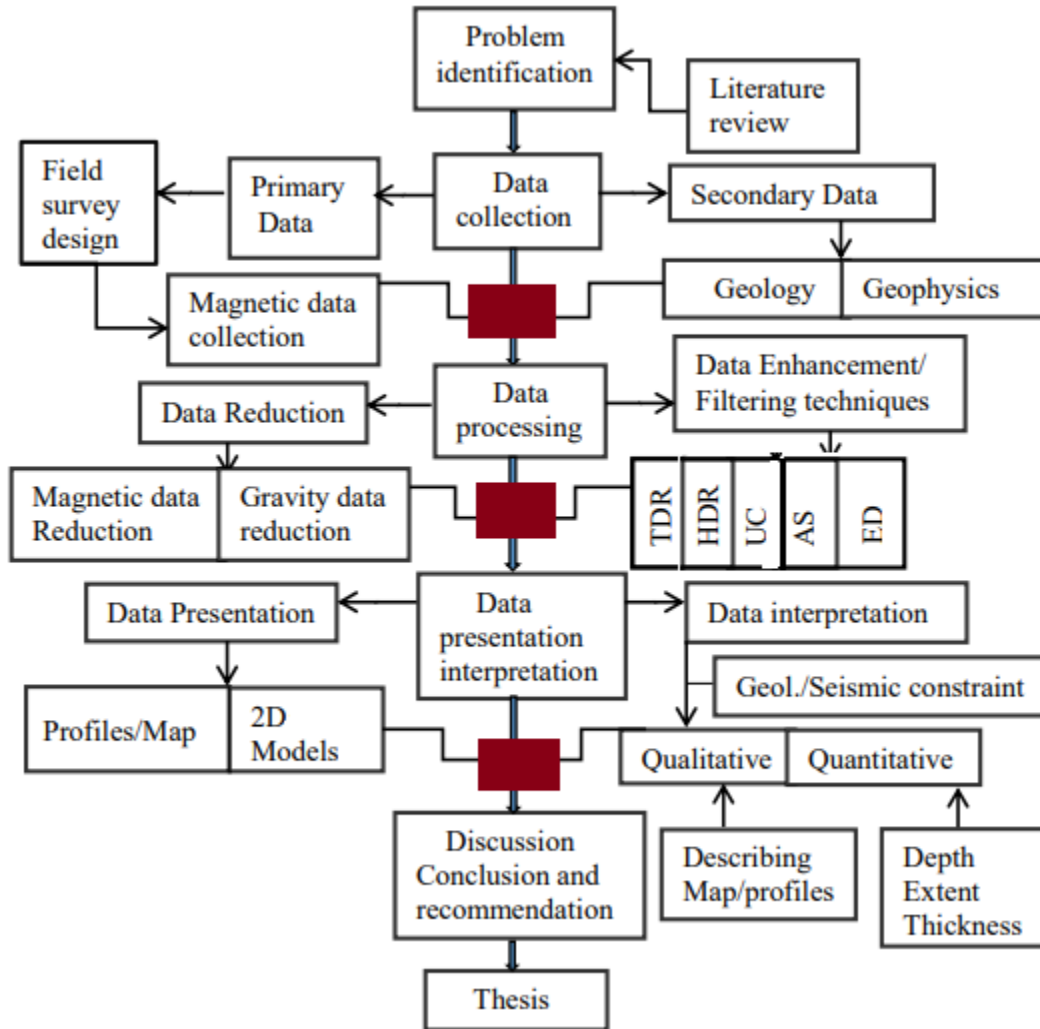 Problem
identification
Literature
review
Field
survey
design
Primary
Data
Data
collection
Secondary Data
Magnetic data
collection
Geology
Geophysics
Data Reduction
Data
processing
Data Enhancement/
Filtering techniques
Magnetic data
Reduction
Gravity data
reduction
TDR
HDR
UC
AS
ED
Data Presentation
Data
presentation
interpretation
Data interpretation
Geol./Seismic constraint
Profiles/Map
2D
Models
Qualitative
Quantitative
Discussion
Conclusion and
recommendation
Describing
Map/profiles
Depth
Extent
Thickness
Thesis